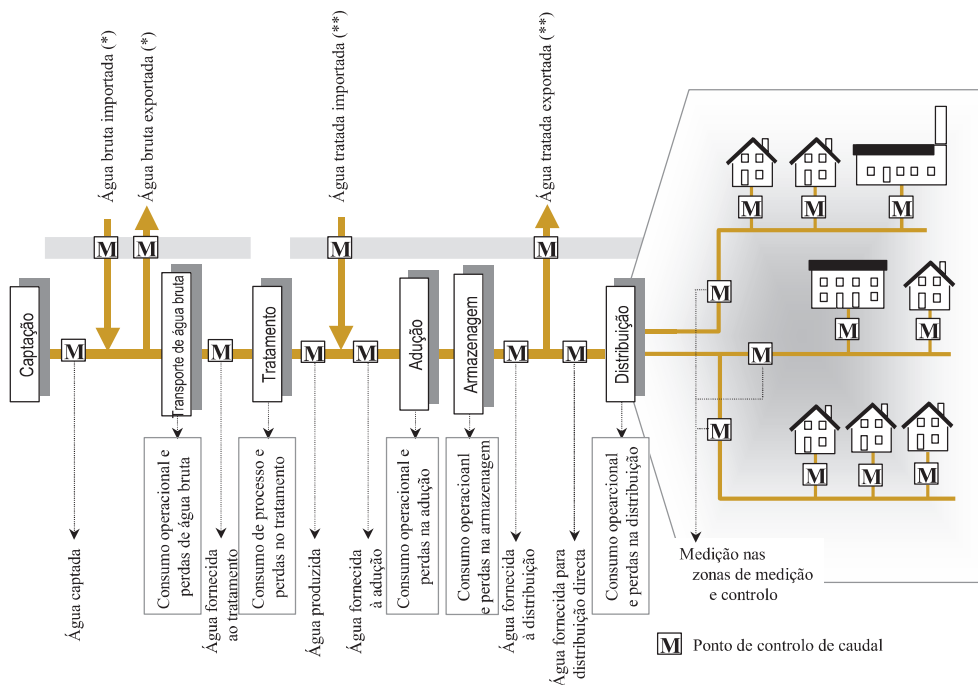 Água bruta importada (*)
Água bruta exportada (*)
Água tratada importada (**)
Água tratada exportada (**)
M
M
M
M
Captação
M
Transporte de água bruta
M
Tratamento
M
M
Adução
Armazenagem
M
M
Distribuição
M
M
M
M
M
M
M
M
M
M
M
Água captada
Consumo operacional e
perdas de água bruta
Água fornecida
ao tratamento
Consumo de processo e
perdas no tratamento
Água produzida
Água fornecida
à adução
Consumo operacional e
perdas na adução
Consumo operacioanl
e perdas na armazenagem
Água fornecida
à distribuição
Água fornecida para
distribuição directa
Consumo opearcional
e perdas na distribuição
Medição nas
zonas de medição
e controlo
M Ponto de controlo de caudal